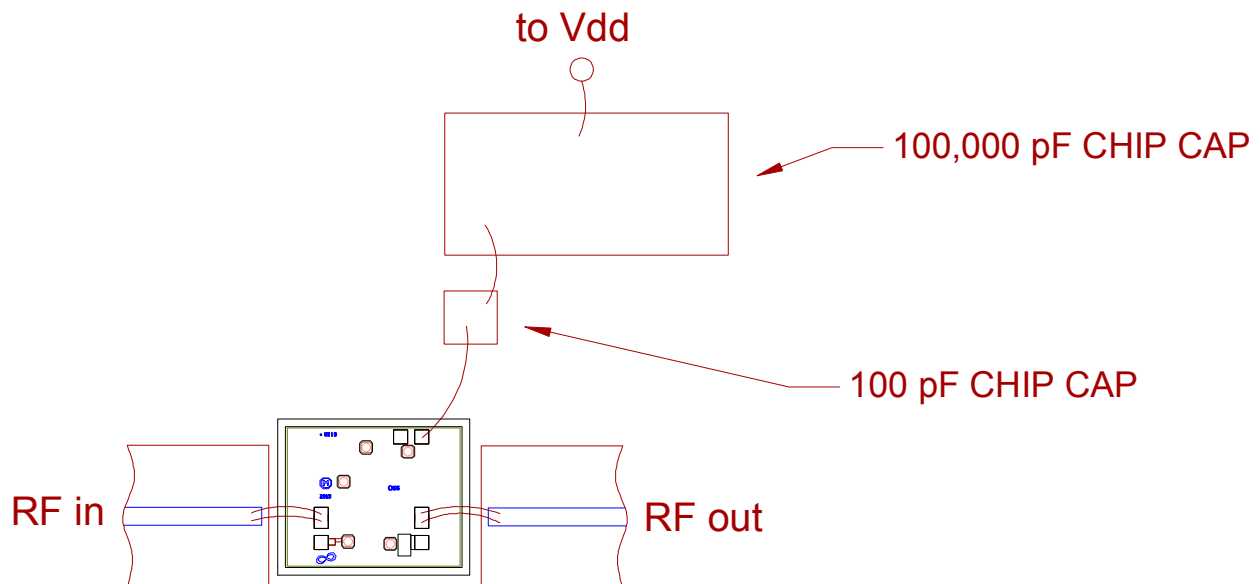 to Vdd
100,000 pF CHIP CAP
100 pF CHIP CAP
RF in
RF out